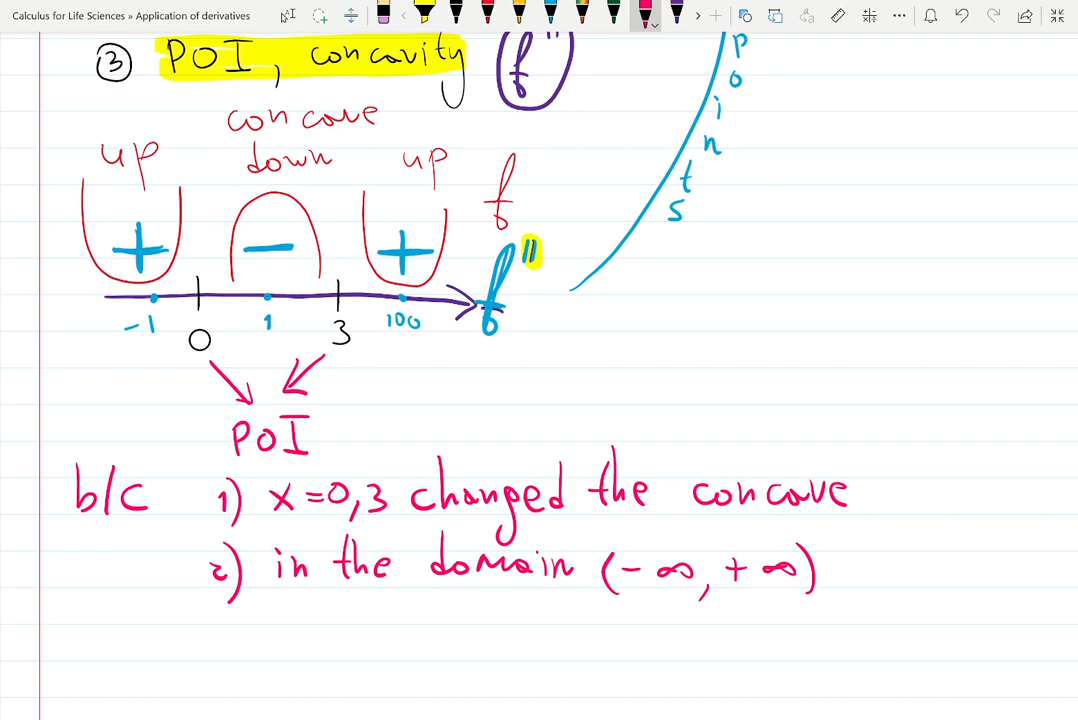 Calculus for Life Sciences » Application of derivatives
③ POI, concavity f"
points
concave
up down up f
+ − + f"
-1 1 100
0 3
POI
b/c 1) x=0,3 changed the concave
2) in the domain (-∞, +∞)